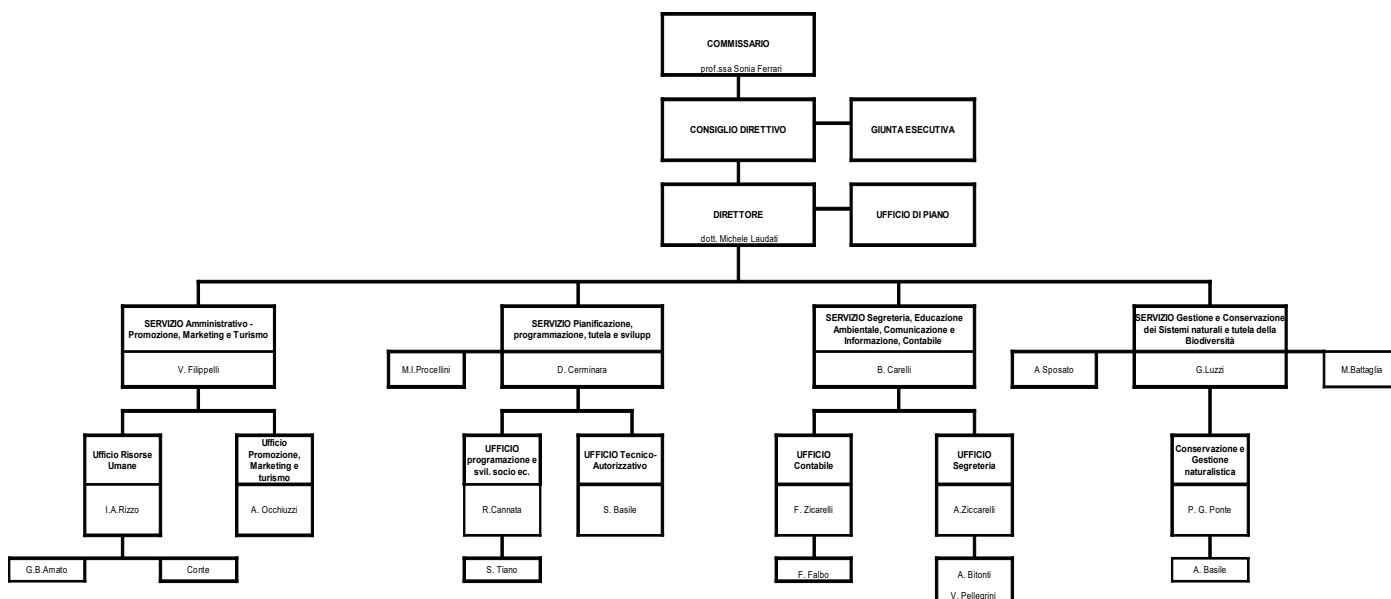 COMMISSARIO
prof.ssa Sonia Ferrari
CONSIGLIO DIRETTIVO
GIUNTA ESECUTIVA
DIRETTORE
dott. Michele Laudati
UFFICIO DI PIANO
SERVIZIO Amministrativo -
Promozione, Marketing e Turismo
V. Filippelli
SERVIZIO Pianificazione,
programmazione, tutela e svilupp
M.I.Procellini
D. Cerminara
SERVIZIO Segreteria, Educazione
Ambientale, Comunicazione e
Informazione, Contabile
B. Carelli
SERVIZIO Gestione e Conservazione
dei Sistemi naturali e tutela della
Biodiversità
A Sposato
G.Luzzi
M.Battaglia
Ufficio Risorse
Umane
I.A.Rizzo
Ufficio
Promozione,
Marketing e
turismo
A. Occhiuzzi
UFFICIO
programazione e
svil. socio ec.
R.Cannata
UFFICIO Tecnico-
Autorizzativo
S. Basile
UFFICIO
Contabile
F. Zicarelli
UFFICIO
Segreteria
A.Ziccarelli
Conservazione e
Gestione
naturalistica
P. G. Ponte
G.B.Amato
Conte
S. Tiano
F. Falbo
A. Bitonti
V. Pellegrini
A. Basile